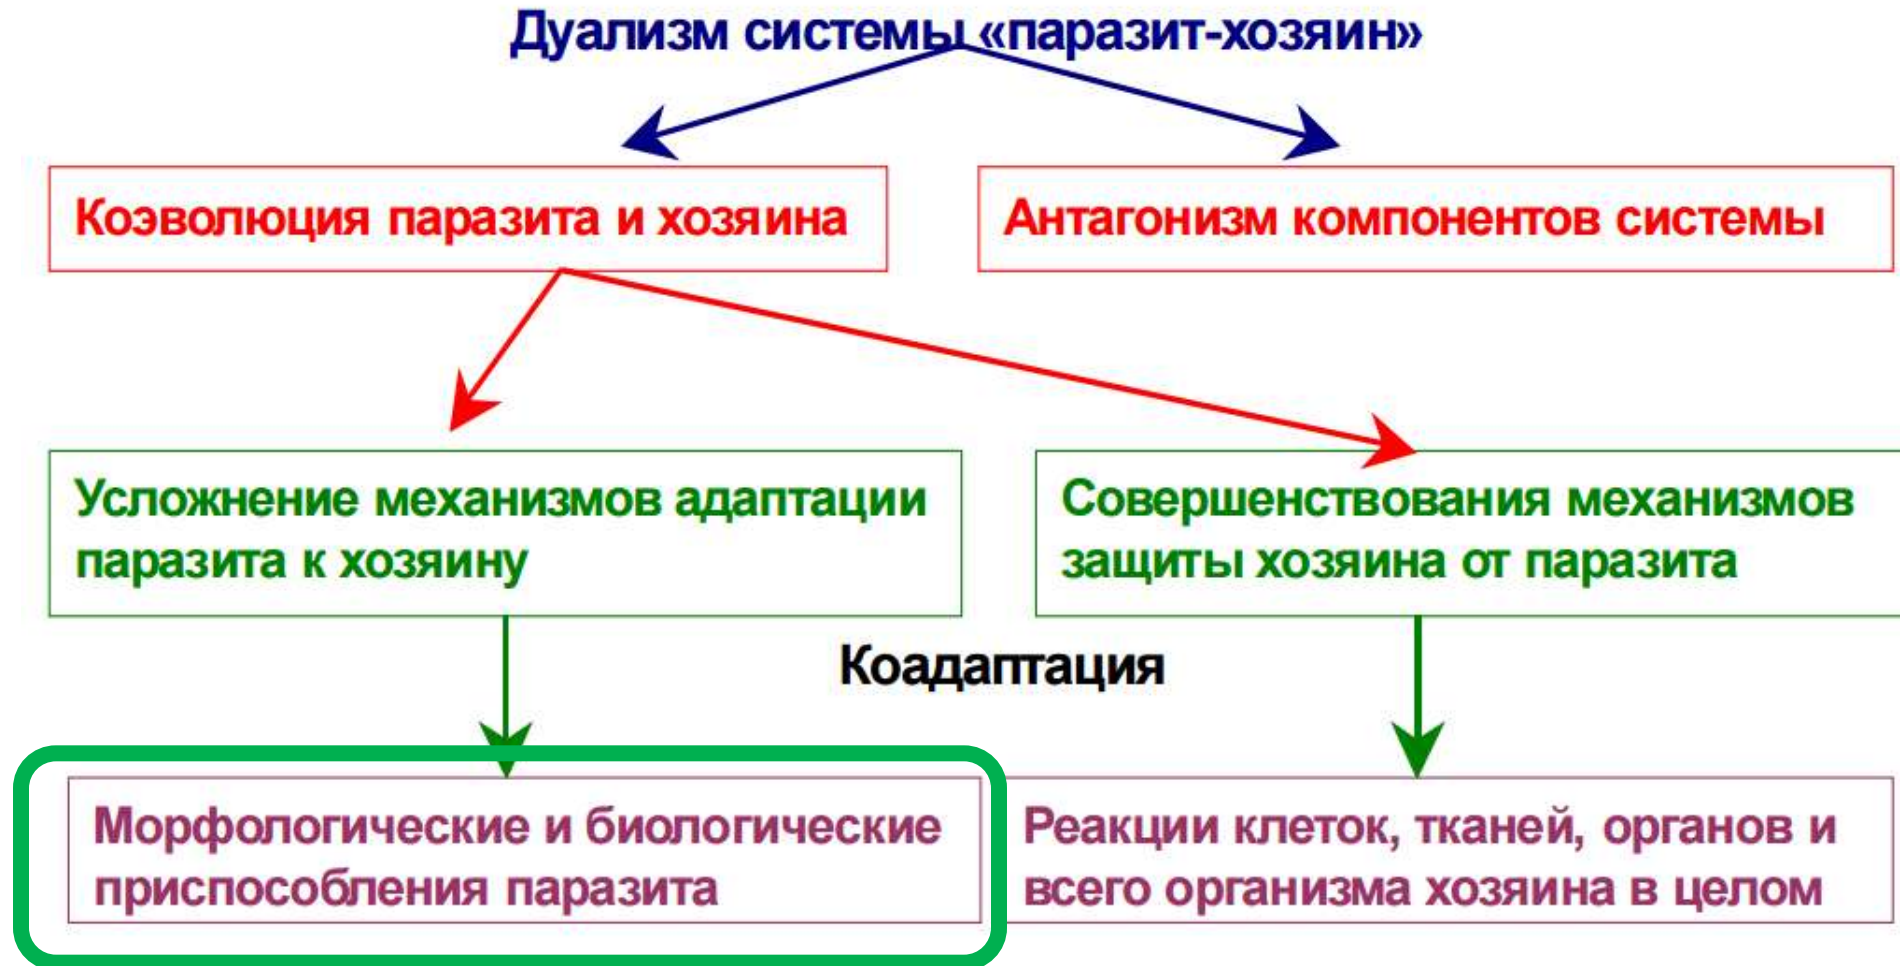 Дуализм системы «паразит-хозяин»
Коэволюция паразита и хозяина
Антагонизм компонентов системы
Усложнение механизмов адаптации
паразита к хозяину
Совершенствования механизмов
защиты хозяина от паразита
Коадаптация
Морфологические и биологические
приспособления паразита
Реакции клеток, тканей, органов и
всего организма хозяина в целом